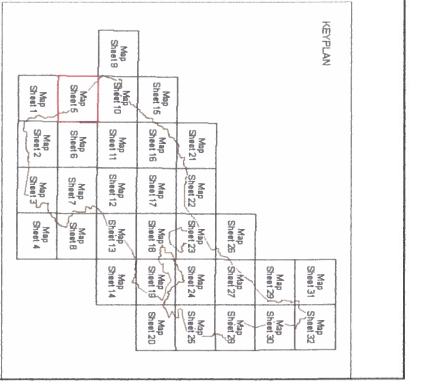 KEYPLAN
Map
Sheet 31
Map
Sheet 32
Map
Sheet 29
Map
Sheet 30
Map
Sheet 26
Map
Sheet 27
Map
Sheet 28
Map
Sheet 21
Map
Sheet 22
Map
Sheet 23
Map
Sheet 24
Map
Sheet 25
Map
Sheet 15
Map
Sheet 16
Map
Sheet 17
Map
Sheet 18
Map
Sheet 19
Map
Sheet 20
Map
Sheet 9
Map
Sheet 10
Map
Sheet 11
Map
Sheet 12
Map
Sheet 13
Map
Sheet 14
Map
Sheet 5
Map
Sheet 6
Map
Sheet 7
Map
Sheet 8
Map
Sheet 1
Map
Sheet 2
Map
Sheet 3
Map
Sheet 4